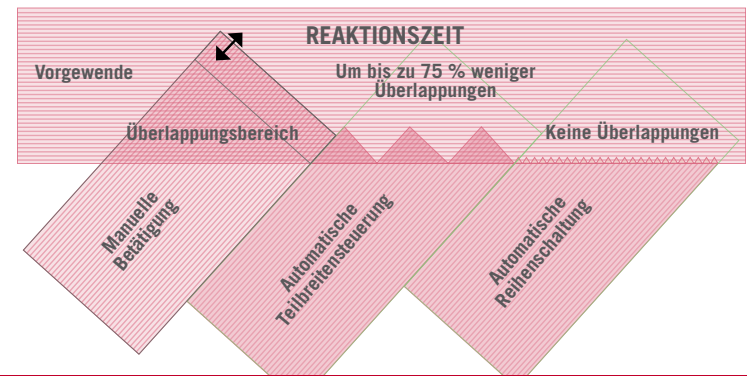 REAKTIONSZEIT
Vorgewende
Um bis zu 75 % weniger
Überlappungen
Überlappungsbereich
Keine Überlappungen
Manuelle
Betätigung
Automatische
Teilbreitensteuerung
Automatische
Reihenschaltung